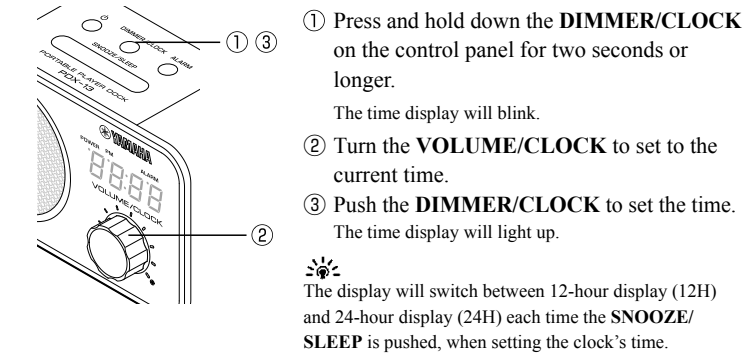 DIMMER/CLOCK
SNOOZE/SLEEP
ALARM
PORTABLE PLAYER DOCK
PDX-13
YAMAHA
POWER PM
ALARM
88:88
VOLUME/CLOCK
① ③
②
① Press and hold down the DIMMER/CLOCK
on the control panel for two seconds or
longer.
The time display will blink.
② Turn the VOLUME/CLOCK to set to the
current time.
③ Push the DIMMER/CLOCK to set the time.
The time display will light up.
The display will switch between 12-hour display (12H)
and 24-hour display (24H) each time the SNOOZE/
SLEEP is pushed, when setting the clock’s time.